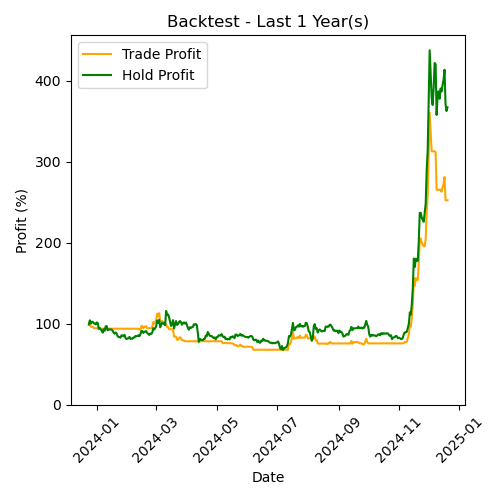 Backtest - Last 1 Year(s)
Trade Profit
Hold Profit
Profit (%)
400
300
200
100
0
2024-01
2024-03
2024-05
2024-07
2024-09
2024-11
2025-01
Date